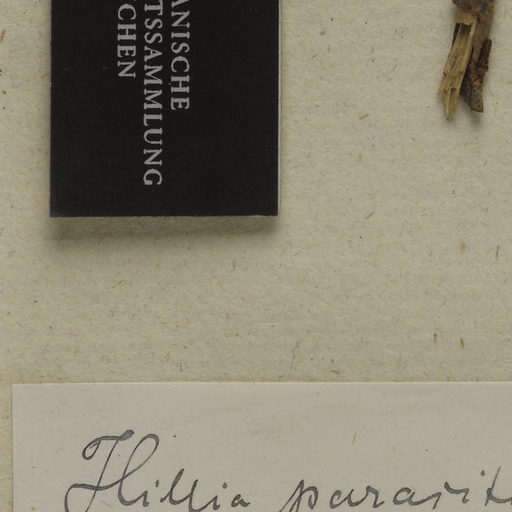 ANISCHE
TSSAMMLUNG
CHEN
Hillia parasit